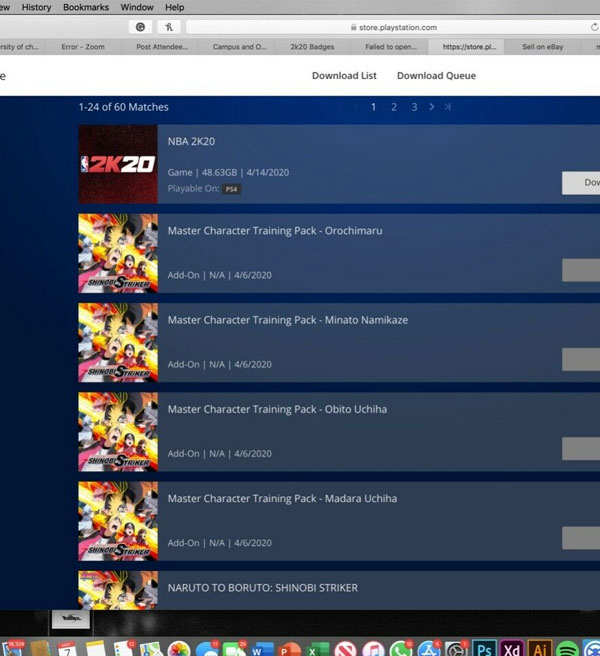 ew History Bookmarks Window Help
store.playstation.com
rsity of ch... Error - Zoom Post Attendee... Campus and O... 2k20 Badges Failed to open... https://store.pl... Sell on eBay
e Download List Download Queue
1-24 of 60 Matches 1 2 3
2K20
NBA 2K20
Game | 48.63GB | 4/14/2020
Playable On: PS4
Dow
Master Character Training Pack - Orochimaru
Add-On | N/A | 4/6/2020
SHINOBI STRIKER
Master Character Training Pack - Minato Namikaze
Add-On | N/A | 4/6/2020
SHINOBI STRIKER
Master Character Training Pack - Obito Uchiha
Add-On | N/A | 4/6/2020
SHINOBI STRIKER
Master Character Training Pack - Madara Uchiha
Add-On | N/A | 4/6/2020
SHINOBI STRIKER
NARUTO TO BORUTO: SHINOBI STRIKER
7 W P X Ps Xd Ai